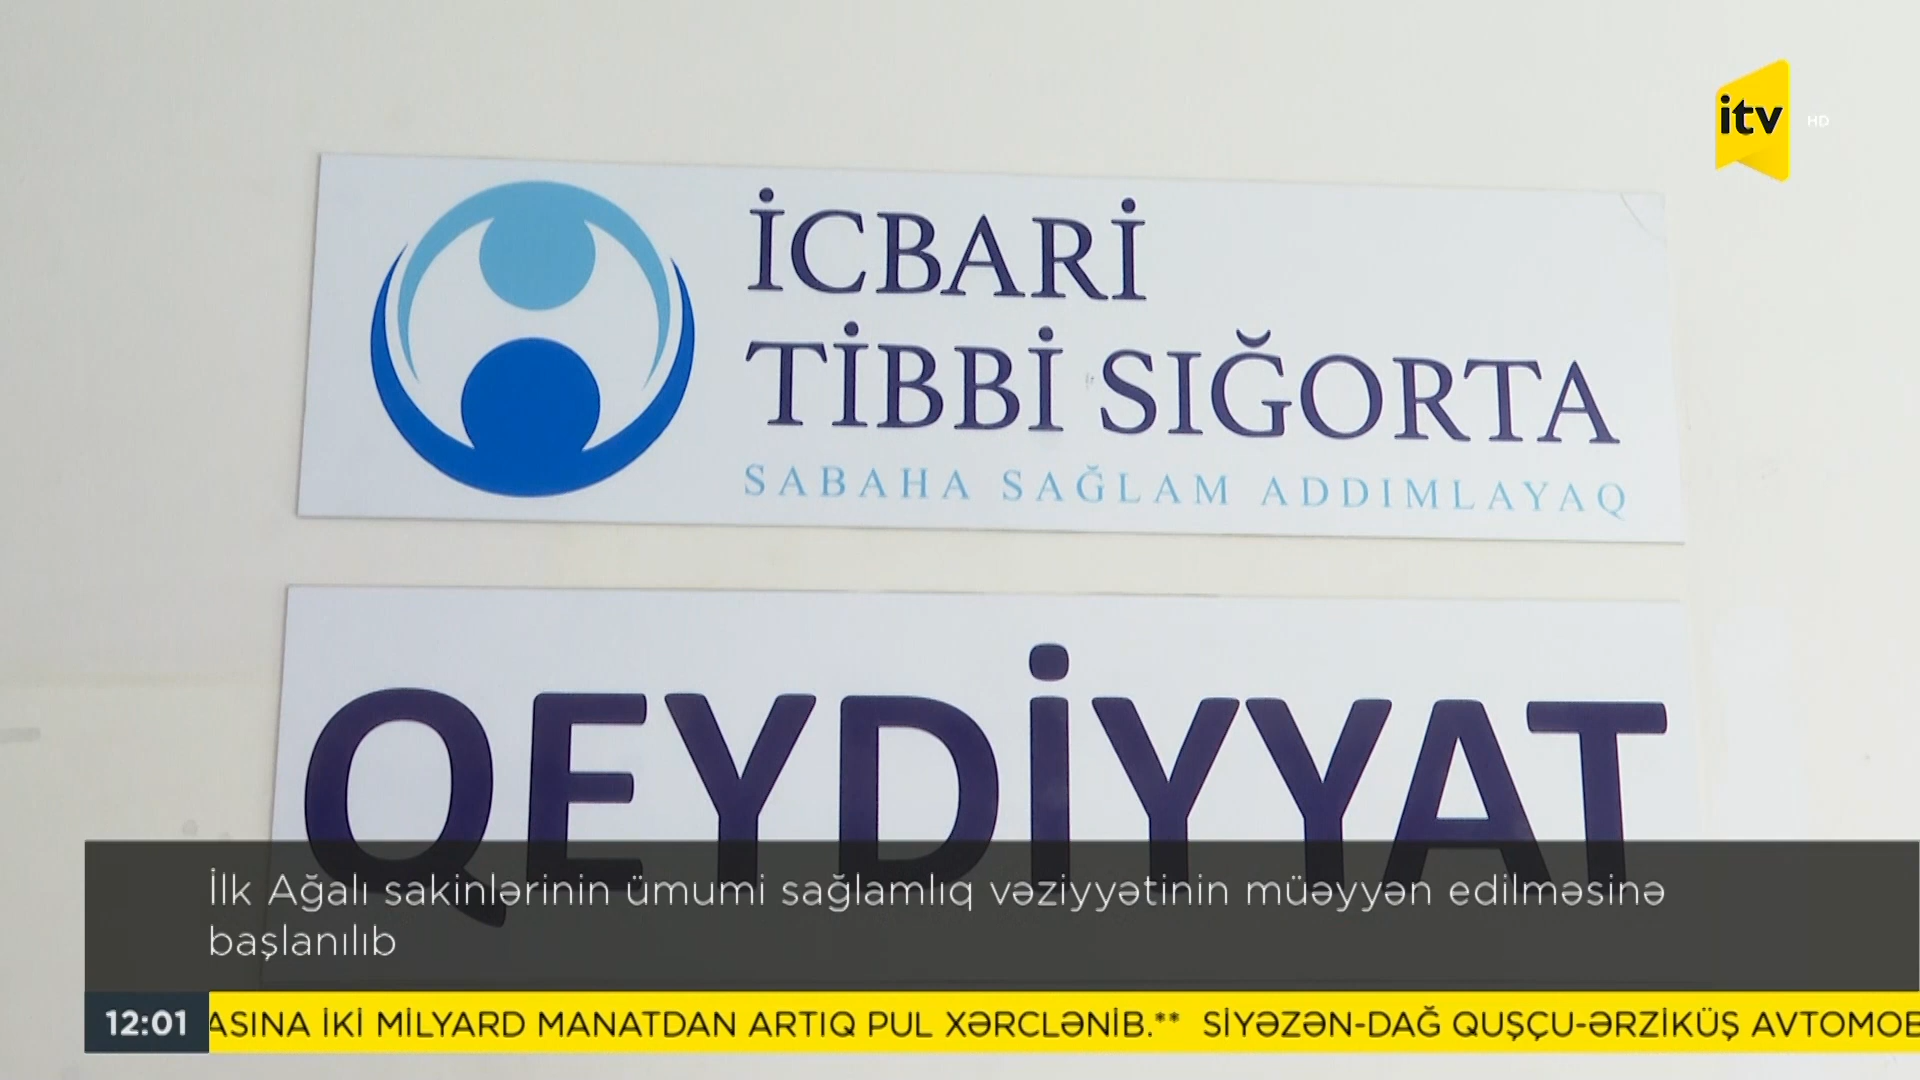 itv HD
İCBARİ
TİBBİ SIĞORTA
SABAHA SAĞLAM ADDIMLAYAQ
QEYDİYYAT
İlk Ağalı sakinlərinin ümumi sağlamlıq vəziyyətinin müəyyən edilməsinə
başlanılıb
12:01 ASINA İKİ MİLYARD MANATDAN ARTIQ PUL XƏRCLƏNİB.** SİYƏZƏN-DAĞ QUŞÇU-ƏRZİKÜŞ AVTOMOB